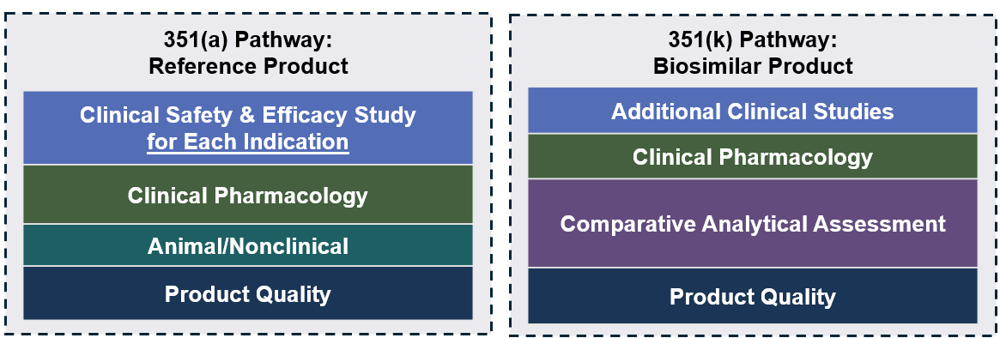 351(a) Pathway:
Reference Product
Clinical Safety & Efficacy Study
for Each Indication
Clinical Pharmacology
Animal/Nonclinical
Product Quality
351(k) Pathway:
Biosimilar Product
Additional Clinical Studies
Clinical Pharmacology
Comparative Analytical Assessment
Product Quality